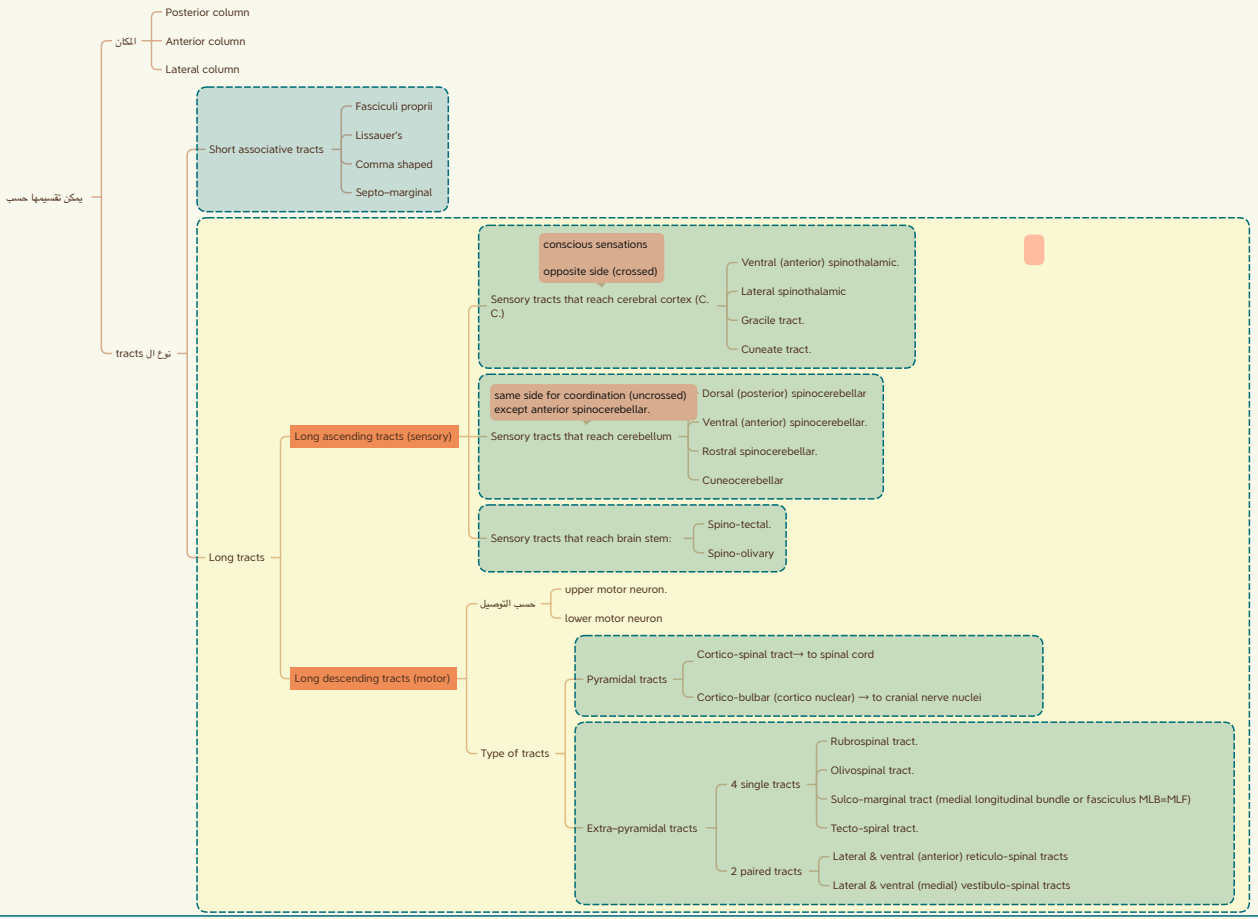 Posterior column
المكان
Anterior column
Lateral column
Fasciculi proprii
Lissauer's
Short associative tracts
Comma shaped
Septo-marginal
يمكن تقسيمها حسب
conscious sensations
opposite side (crossed)
Sensory tracts that reach cerebral cortex (C.
C.)
Ventral (anterior) spinothalamic.
Lateral spinothalamic
Gracile tract.
Cuneate tract.
نوع ال tracts
same side for coordination (uncrossed)
except anterior spinocerebellar.
Dorsal (posterior) spinocerebellar
Ventral (anterior) spinocerebellar.
Long ascending tracts (sensory)
Sensory tracts that reach cerebellum
Rostral spinocerebellar.
Cuneocerebellar
Sensory tracts that reach brain stem:
Spino-tectal.
Spino-olivary
Long tracts
حسب التوصيل
upper motor neuron.
lower motor neuron
Long descending tracts (motor)
Pyramidal tracts
Cortico-spinal tract→ to spinal cord
Cortico-bulbar (cortico nuclear) → to cranial nerve nuclei
Type of tracts
Extra-pyramidal tracts
4 single tracts
Rubrospinal tract.
Olivospinal tract.
Sulco-marginal tract (medial longitudinal bundle or fasciculus MLB=MLF)
Tecto-spiral tract.
2 paired tracts
Lateral & ventral (anterior) reticulo-spinal tracts
Lateral & ventral (medial) vestibulo-spinal tracts